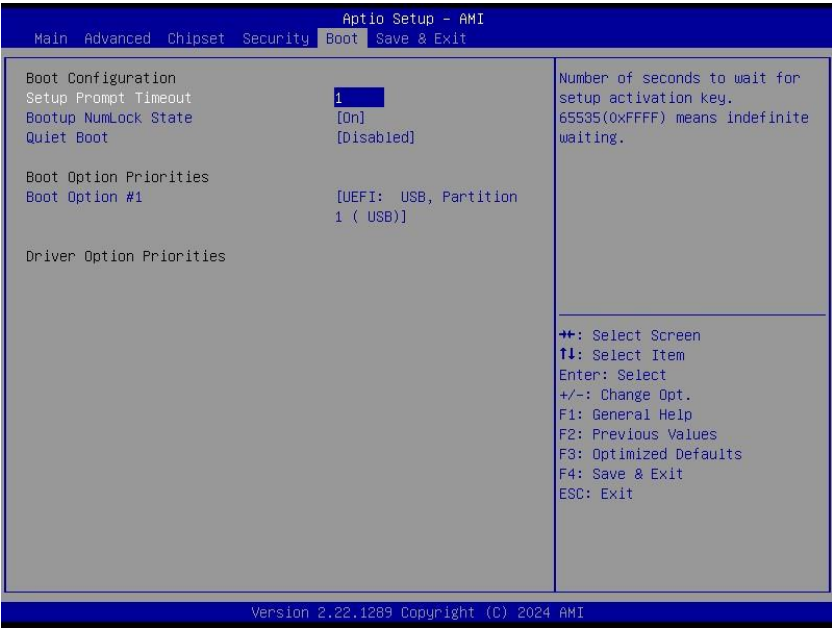 Aptio Setup - AMI
Main Advanced Chipset Security Boot Save & Exit
Boot Configuration
Setup Prompt Timeout 1
Bootup NumLock State [On]
Quiet Boot [Disabled]
Boot Option Priorities
Boot Option #1 [UEFI: USB, Partition
1 ( USB)]
Driver Option Priorities
Number of seconds to wait for
setup activation key.
65535(0xFFFF) means indefinite
waiting.
→←: Select Screen
↑↓: Select Item
Enter: Select
+/-: Change Opt.
F1: General Help
F2: Previous Values
F3: Optimized Defaults
F4: Save & Exit
ESC: Exit
Version 2.22.1289 Copyright (C) 2024 AMI